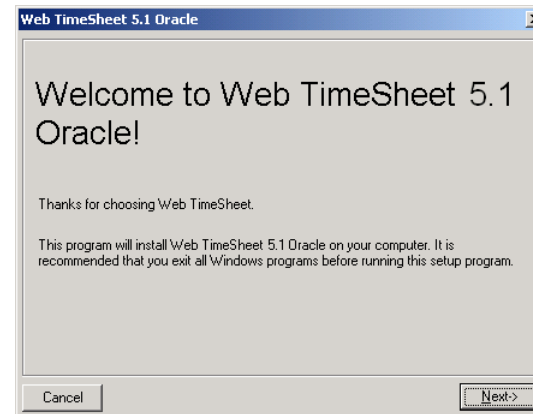 Web TimeSheet 5.1 Oracle
Welcome to Web TimeSheet 5.1
Oracle!
Thanks for choosing Web TimeSheet.
This program will install Web TimeSheet 5.1 Oracle on your computer. It is
recommended that you exit all Windows programs before running this setup program.
Cancel
Next->